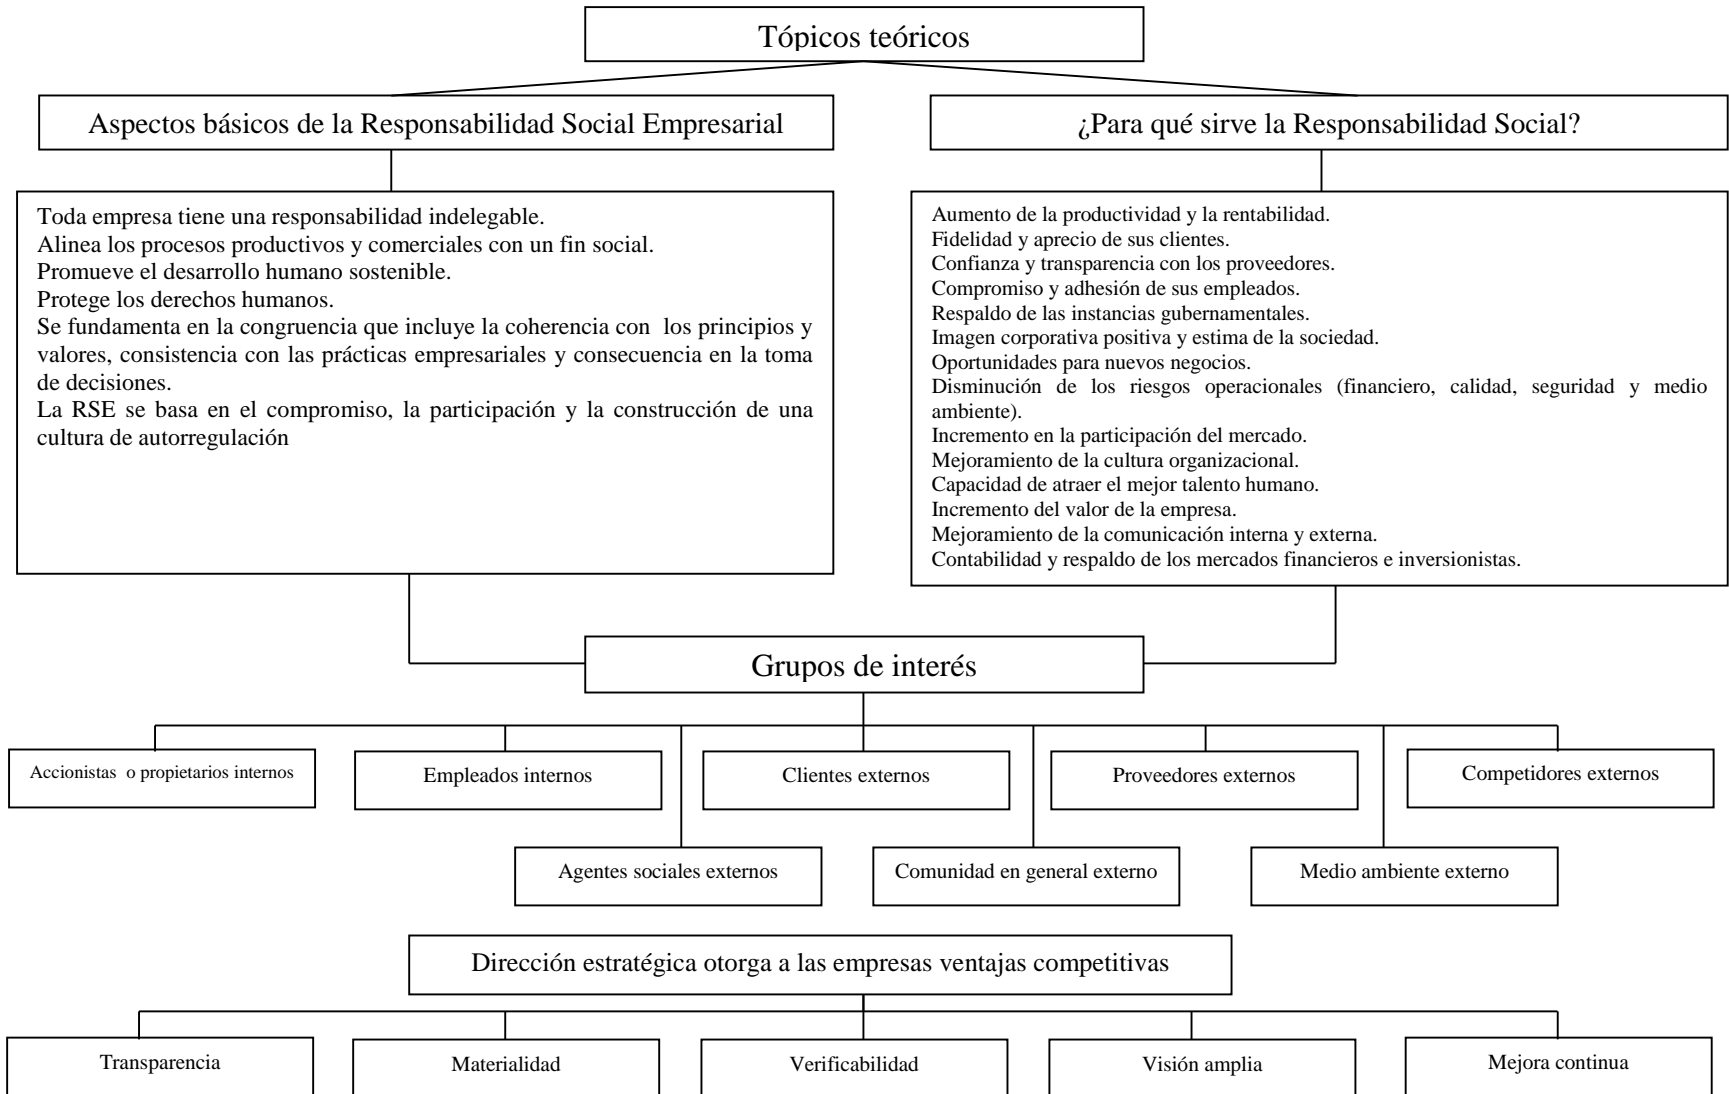 Tópicos teóricos
Aspectos básicos de la Responsabilidad Social Empresarial
¿Para qué sirve la Responsabilidad Social?
Toda empresa tiene una responsabilidad indelegable.
Alinea los procesos productivos y comerciales con un fin social.
Promueve el desarrollo humano sostenible.
Protege los derechos humanos.
Se fundamenta en la congruencia que incluye la coherencia con los principios y
valores, consistencia con las prácticas empresariales y consecuencia en la toma
de decisiones.
La RSE se basa en el compromiso, la participación y la construcción de una
cultura de autorregulación
Aumento de la productividad y la rentabilidad.
Fidelidad y aprecio de sus clientes.
Confianza y transparencia con los proveedores.
Compromiso y adhesión de sus empleados.
Respaldo de las instancias gubernamentales.
Imagen corporativa positiva y estima de la sociedad.
Oportunidades para nuevos negocios.
Disminución de los riesgos operacionales (financiero, calidad, seguridad y medio
ambiente).
Incremento en la participación del mercado.
Mejoramiento de la cultura organizacional.
Capacidad de atraer el mejor talento humano.
Incremento del valor de la empresa.
Mejoramiento de la comunicación interna y externa.
Contabilidad y respaldo de los mercados financieros e inversionistas.
Grupos de interés
Accionistas o propietarios internos
Empleados internos
Clientes externos
Proveedores externos
Competidores externos
Agentes sociales externos
Comunidad en general externo
Medio ambiente externo
Dirección estratégica otorga a las empresas ventajas competitivas
Transparencia
Materialidad
Verificabilidad
Visión amplia
Mejora continua